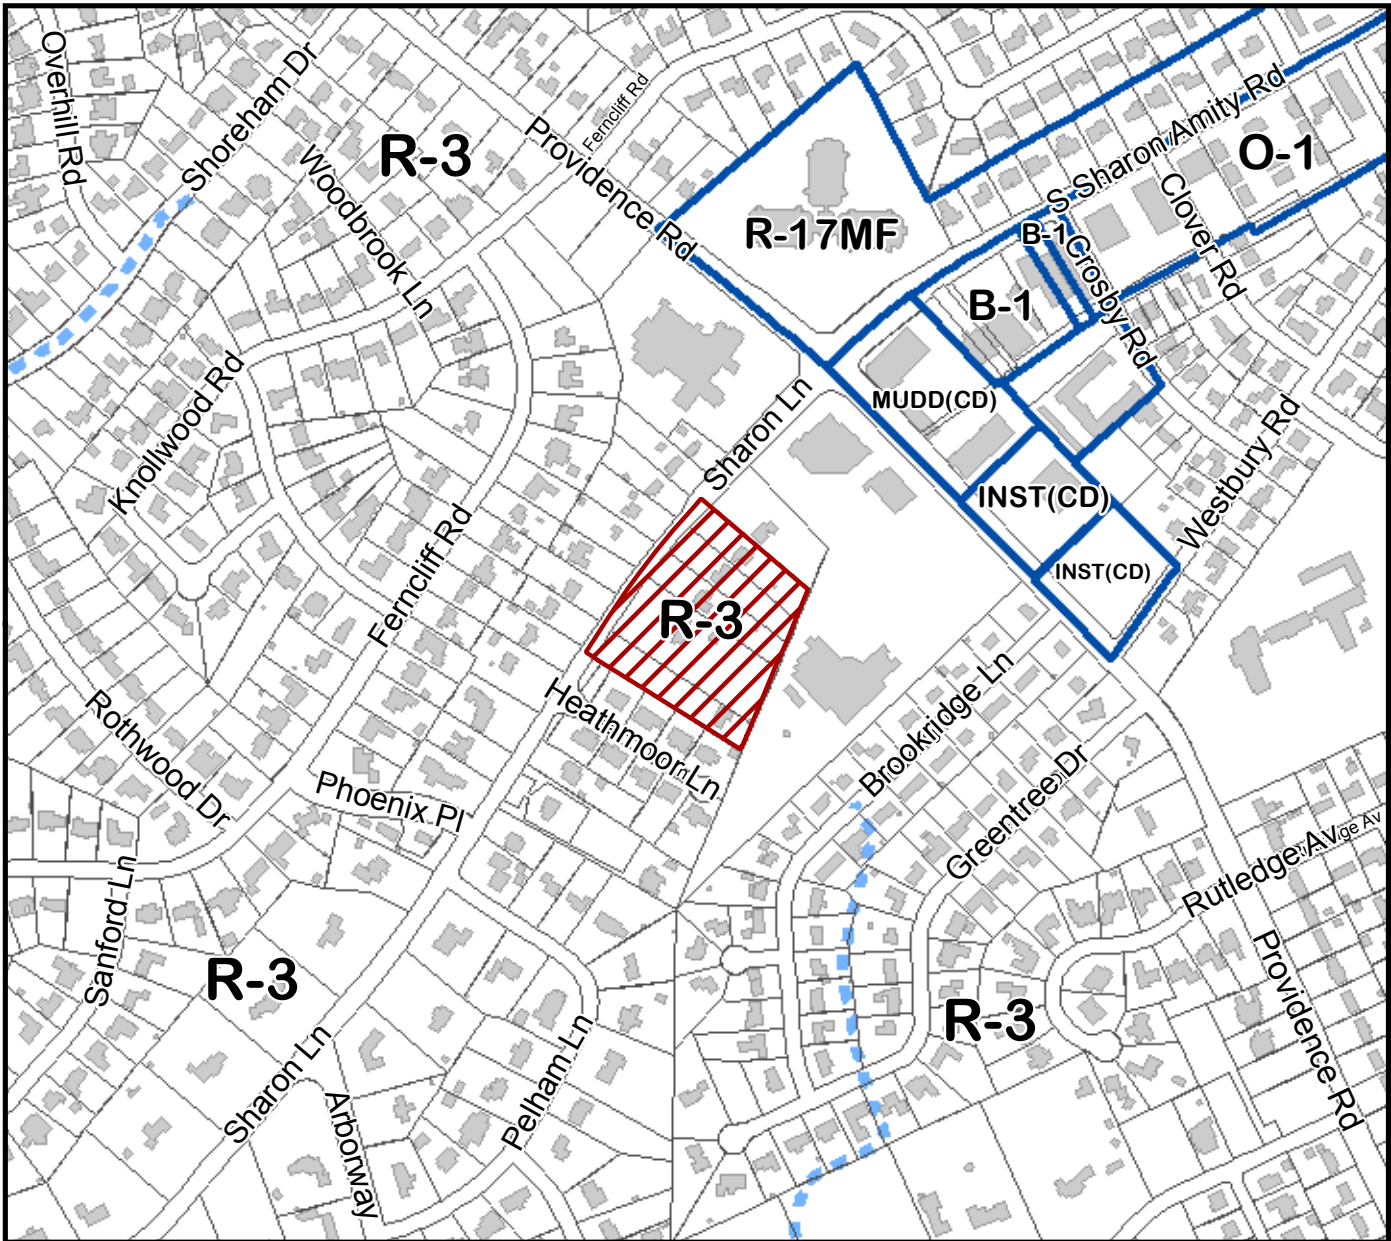 Overhill Rd
Shoreham Dr
R-3
Woodbrook Ln
Ferncliff Rd
Providence Rd
S Sharon Amity Rd
O-1
Clover Rd
R-17MF
B-1
Crosby Rd
B-1
MUDD(CD)
Knollwood Rd
Sharon Ln
Westbury Rd
INST(CD)
INST(CD)
Ferncliff Rd
R-3
Heathmoor Ln
Brookridge Ln
Rothwood Dr
Phoenix Pl
Greentree Dr
Rutledge Av
ge Av
Sanford Ln
R-3
R-3
Providence Rd
Sharon Ln
Arborway
Pelham Ln